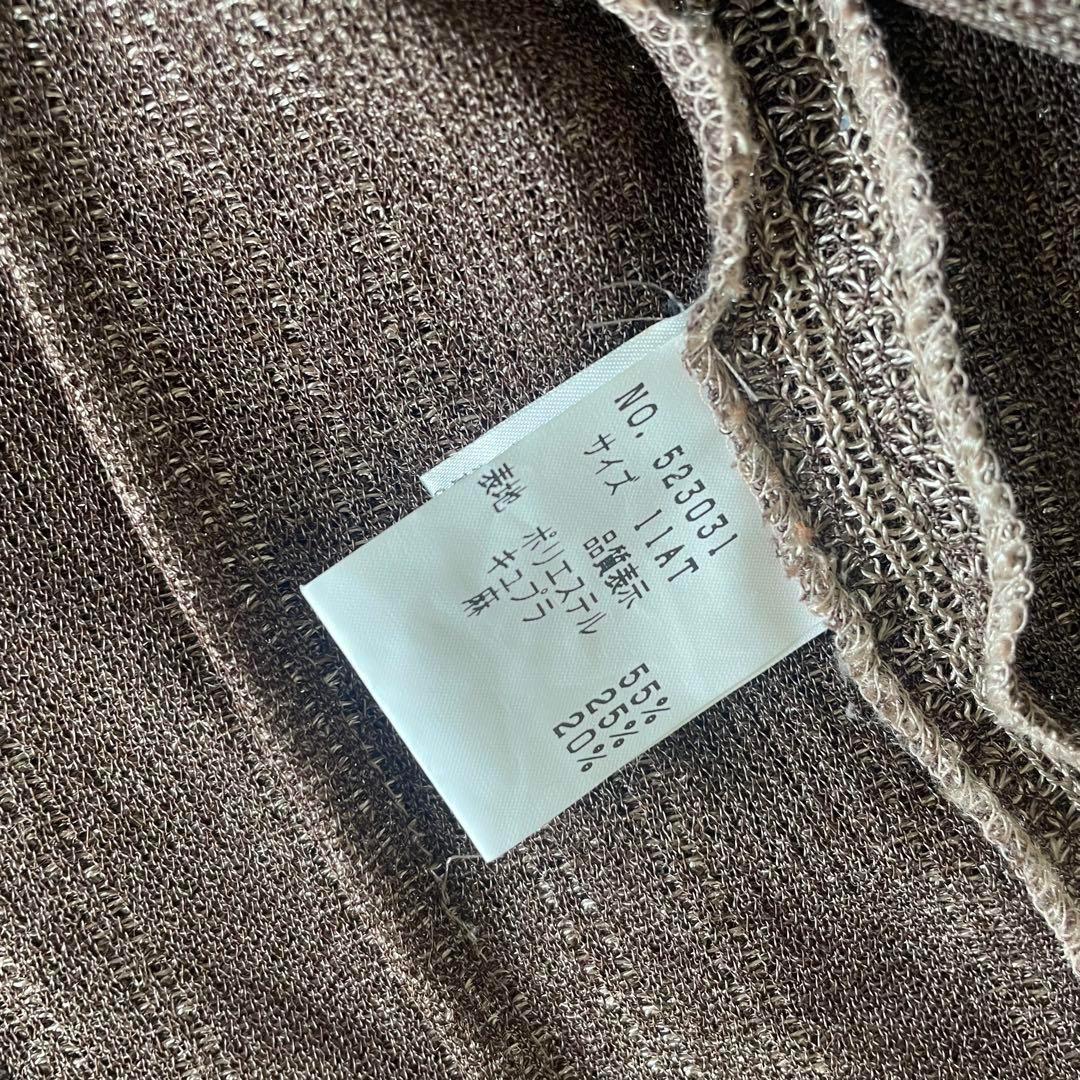 NO. 523031
サイズ 11AT
品質表示
表地 ポリエステル 55%
キュプラ 25%
麻 20%